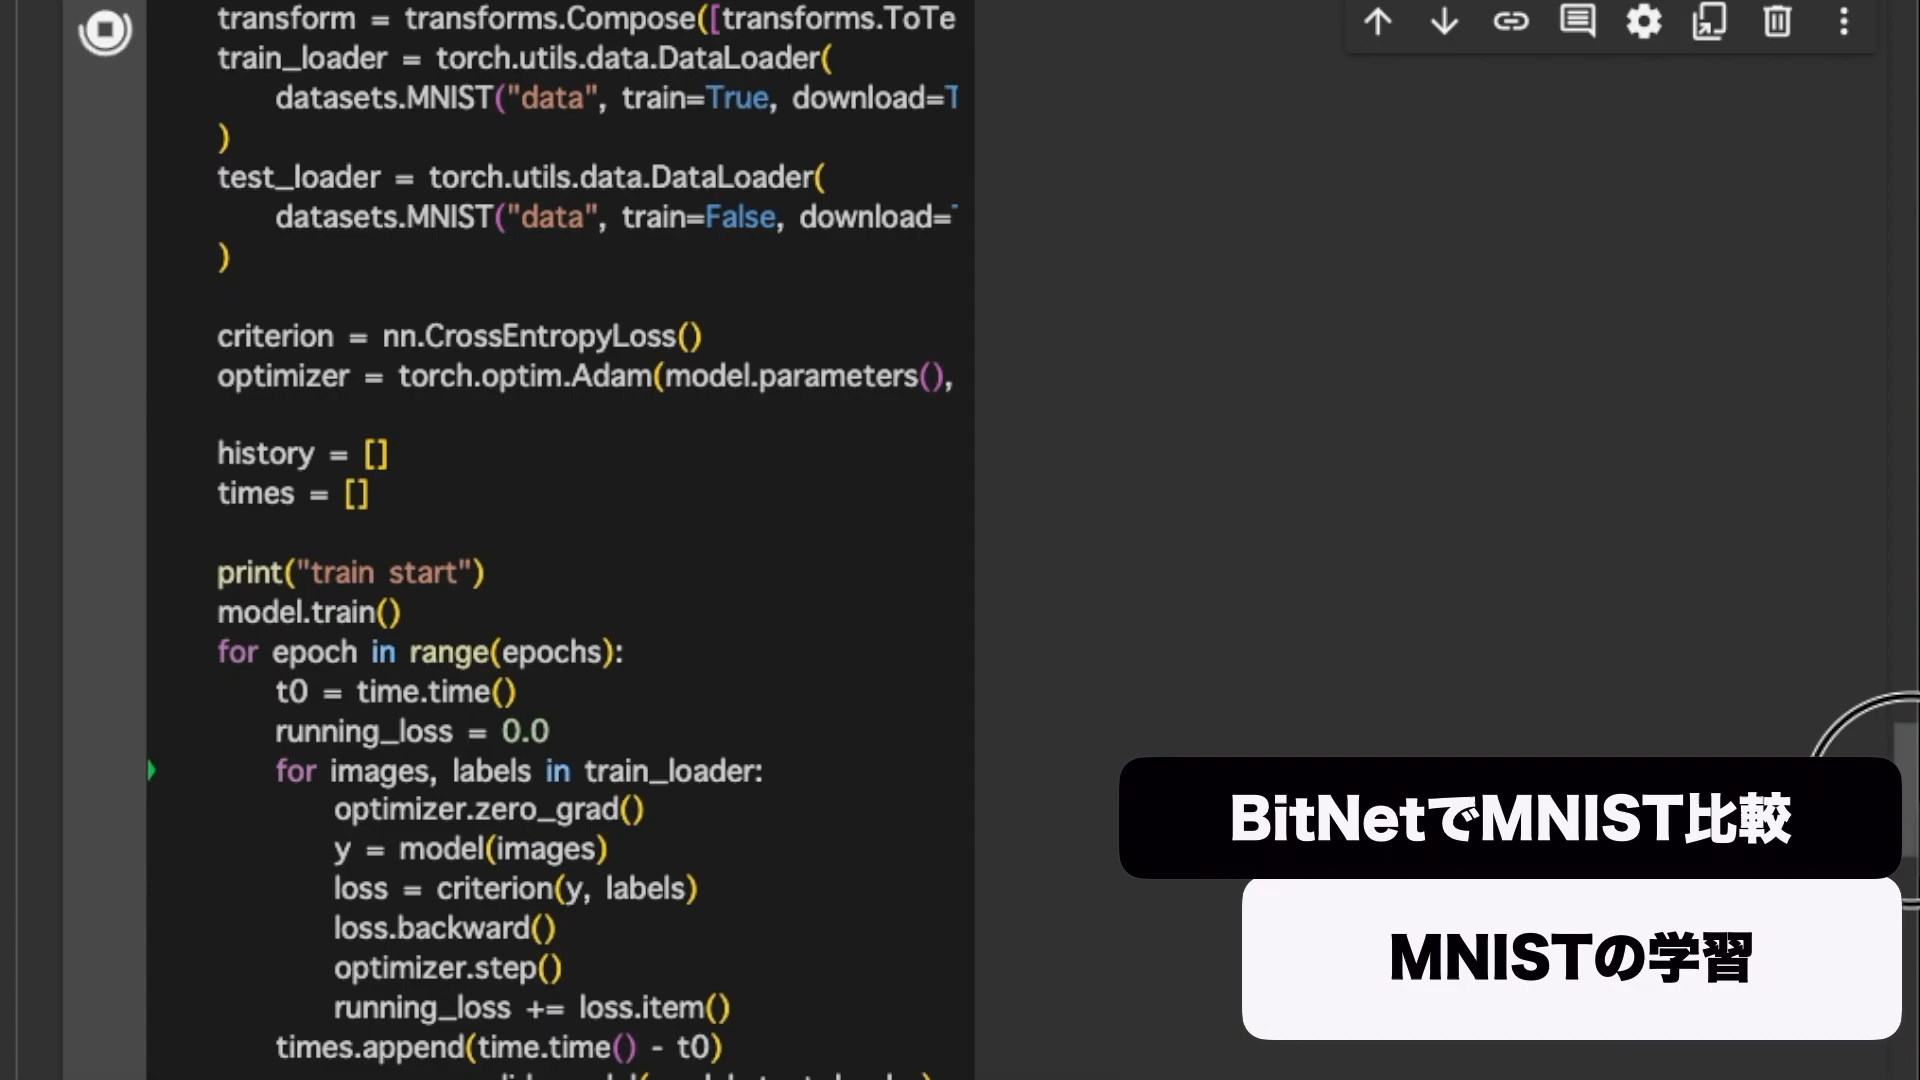 transform = transforms.Compose([transforms.ToTe
train_loader = torch.utils.data.DataLoader(
datasets.MNIST("data", train=True, download=T
)
test_loader = torch.utils.data.DataLoader(
datasets.MNIST("data", train=False, download=
)
criterion = nn.CrossEntropyLoss()
optimizer = torch.optim.Adam(model.parameters(),
history = []
times = []
print("train start")
model.train()
for epoch in range(epochs):
t0 = time.time()
running_loss = 0.0
for images, labels in train_loader:
optimizer.zero_grad()
y = model(images)
loss = criterion(y, labels)
loss.backward()
optimizer.step()
running_loss += loss.item()
times.append(time.time() - t0)
BitNetでMNIST比較
MNISTの学習